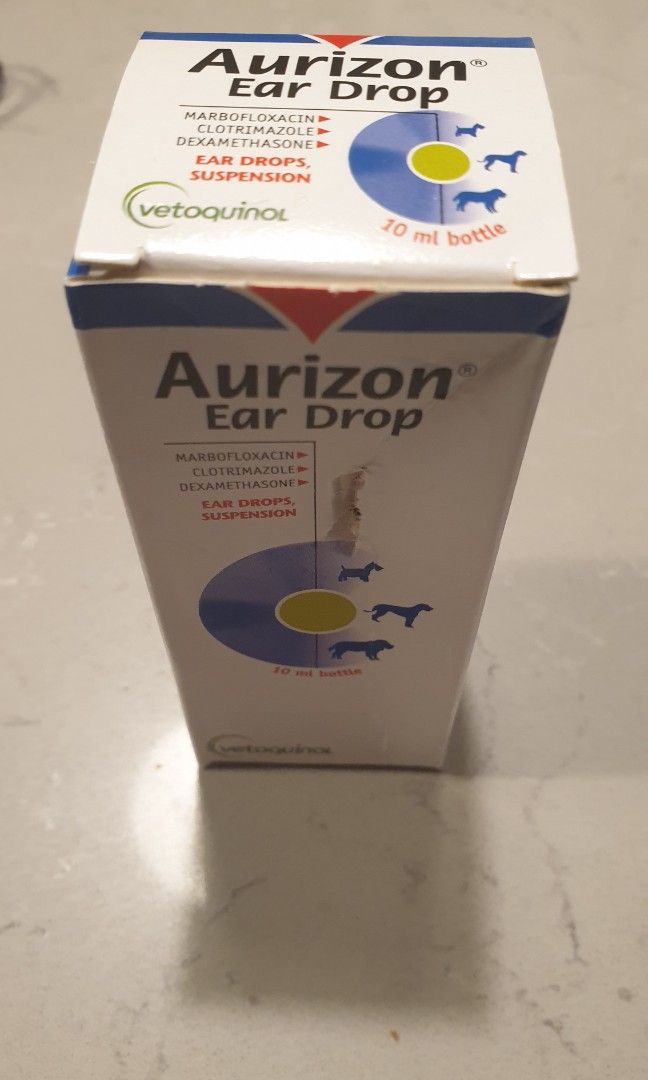 Aurizon®
Ear Drop
MARBOFLOXACIN
CLOTRIMAZOLE
DEXAMETHASONE
EAR DROPS,
SUSPENSION
vetoquinol
10 ml bottle
Aurizon®
Ear Drop
MARBOFLOXACIN
CLOTRIMAZOLE
DEXAMETHASONE
EAR DROPS,
SUSPENSION
10 ml bottle
vetoquinol